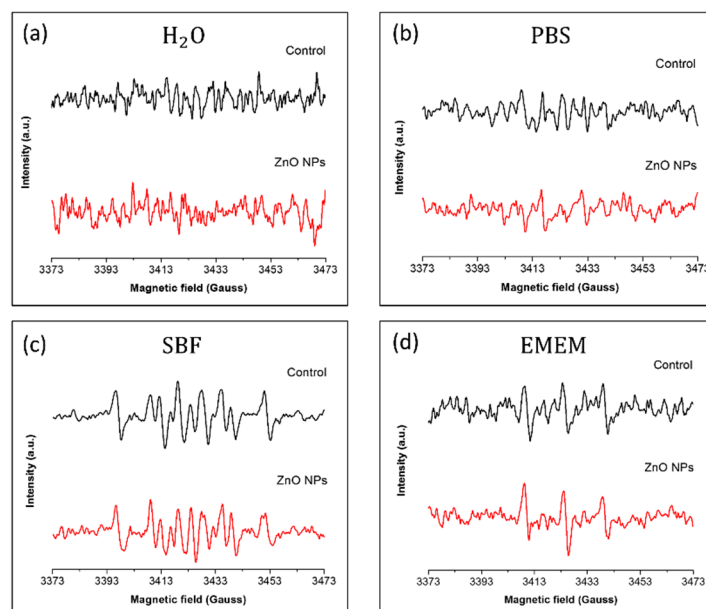 (a) H₂O
Control
ZnO NPs
Intensity (a.u.)
3373 3393 3413 3433 3453 3473
Magnetic field (Gauss)
(b) PBS
Control
ZnO NPs
Intensity (a.u.)
3373 3393 3413 3433 3453 3473
Magnetic field (Gauss)
(c) SBF
Control
ZnO NPs
Intensity (a.u.)
3373 3393 3413 3433 3453 3473
Magnetic field (Gauss)
(d) EMEM
Control
ZnO NPs
Intensity (a.u.)
3373 3393 3413 3433 3453 3473
Magnetic field (Gauss)